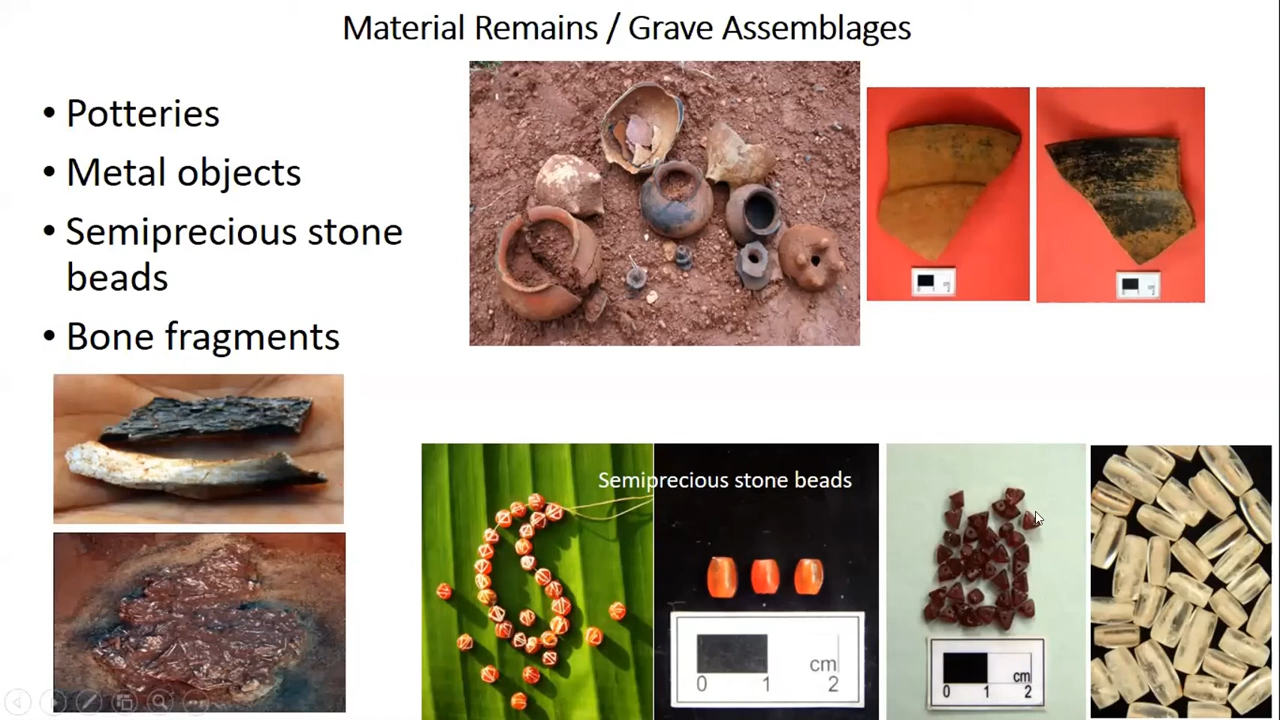 Material Remains / Grave Assemblages
• Potteries
• Metal objects
• Semiprecious stone
beads
• Bone fragments
Semiprecious stone beads
cm
0 1 2
cm
0 1 2